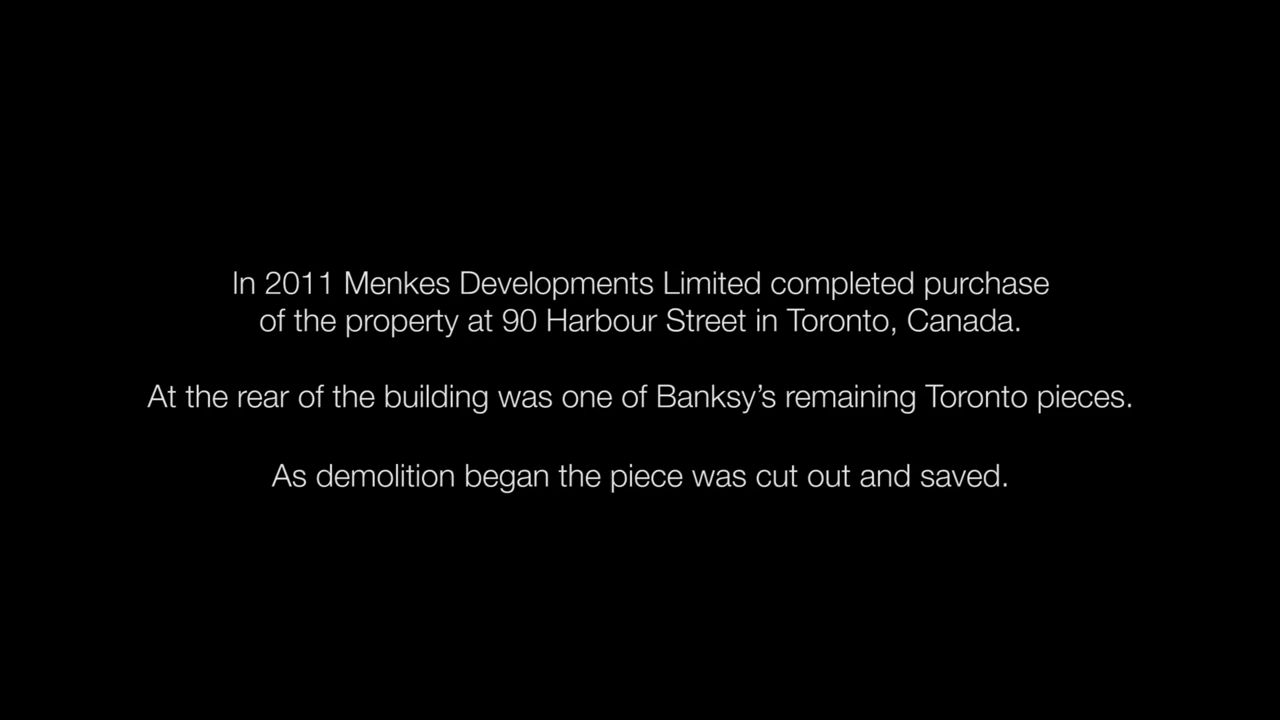 In 2011 Menkes Developments Limited completed purchase
of the property at 90 Harbour Street in Toronto, Canada.
At the rear of the building was one of Banksy’s remaining Toronto pieces.
As demolition began the piece was cut out and saved.